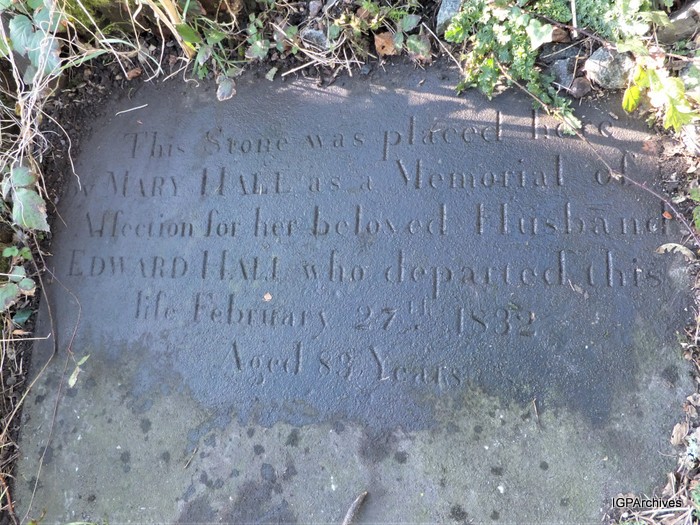 This Stone was placed here
by MARY HALL as a Memorial of
Affection for her beloved Husband
EDWARD HALL who departed this
life February 27th 1832
Aged 83 Years
IGPArchives